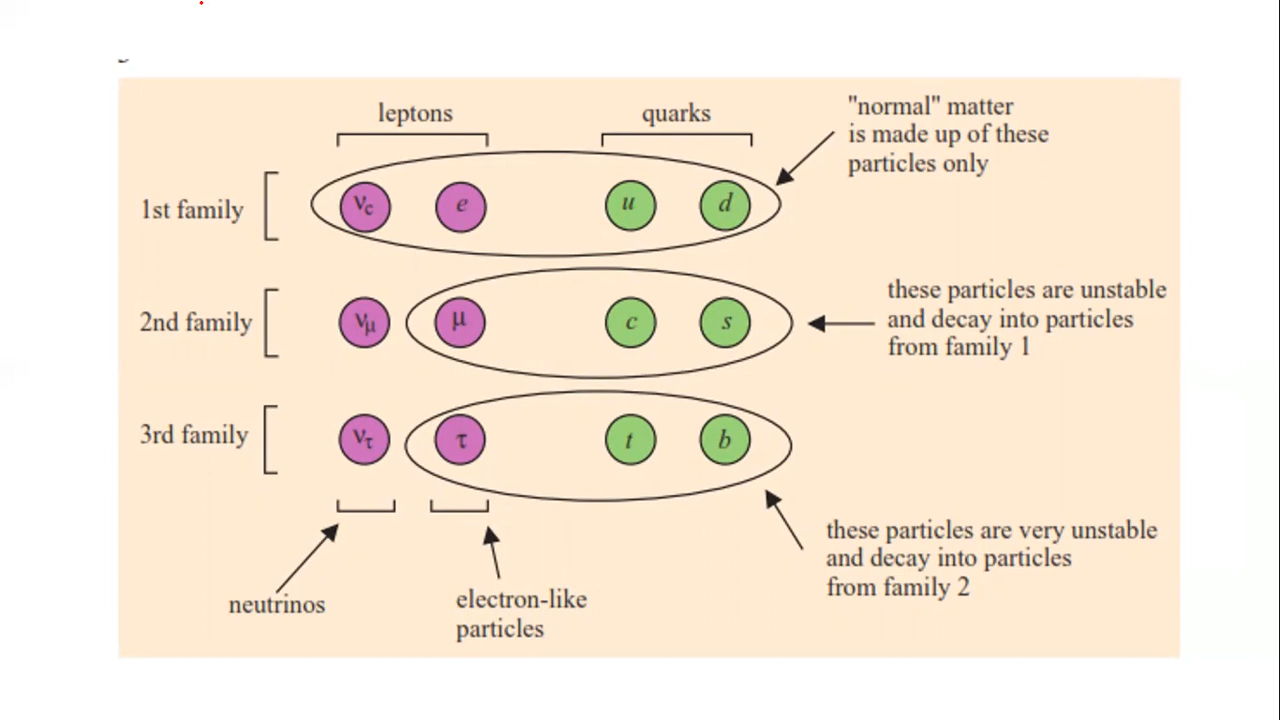 leptons
quarks
"normal" matter
is made up of these
particles only
1st family
νc
e
u
d
2nd family
νμ
μ
c
s
these particles are unstable
and decay into particles
from family 1
3rd family
ντ
τ
t
b
these particles are very unstable
and decay into particles
from family 2
neutrinos
electron-like
particles